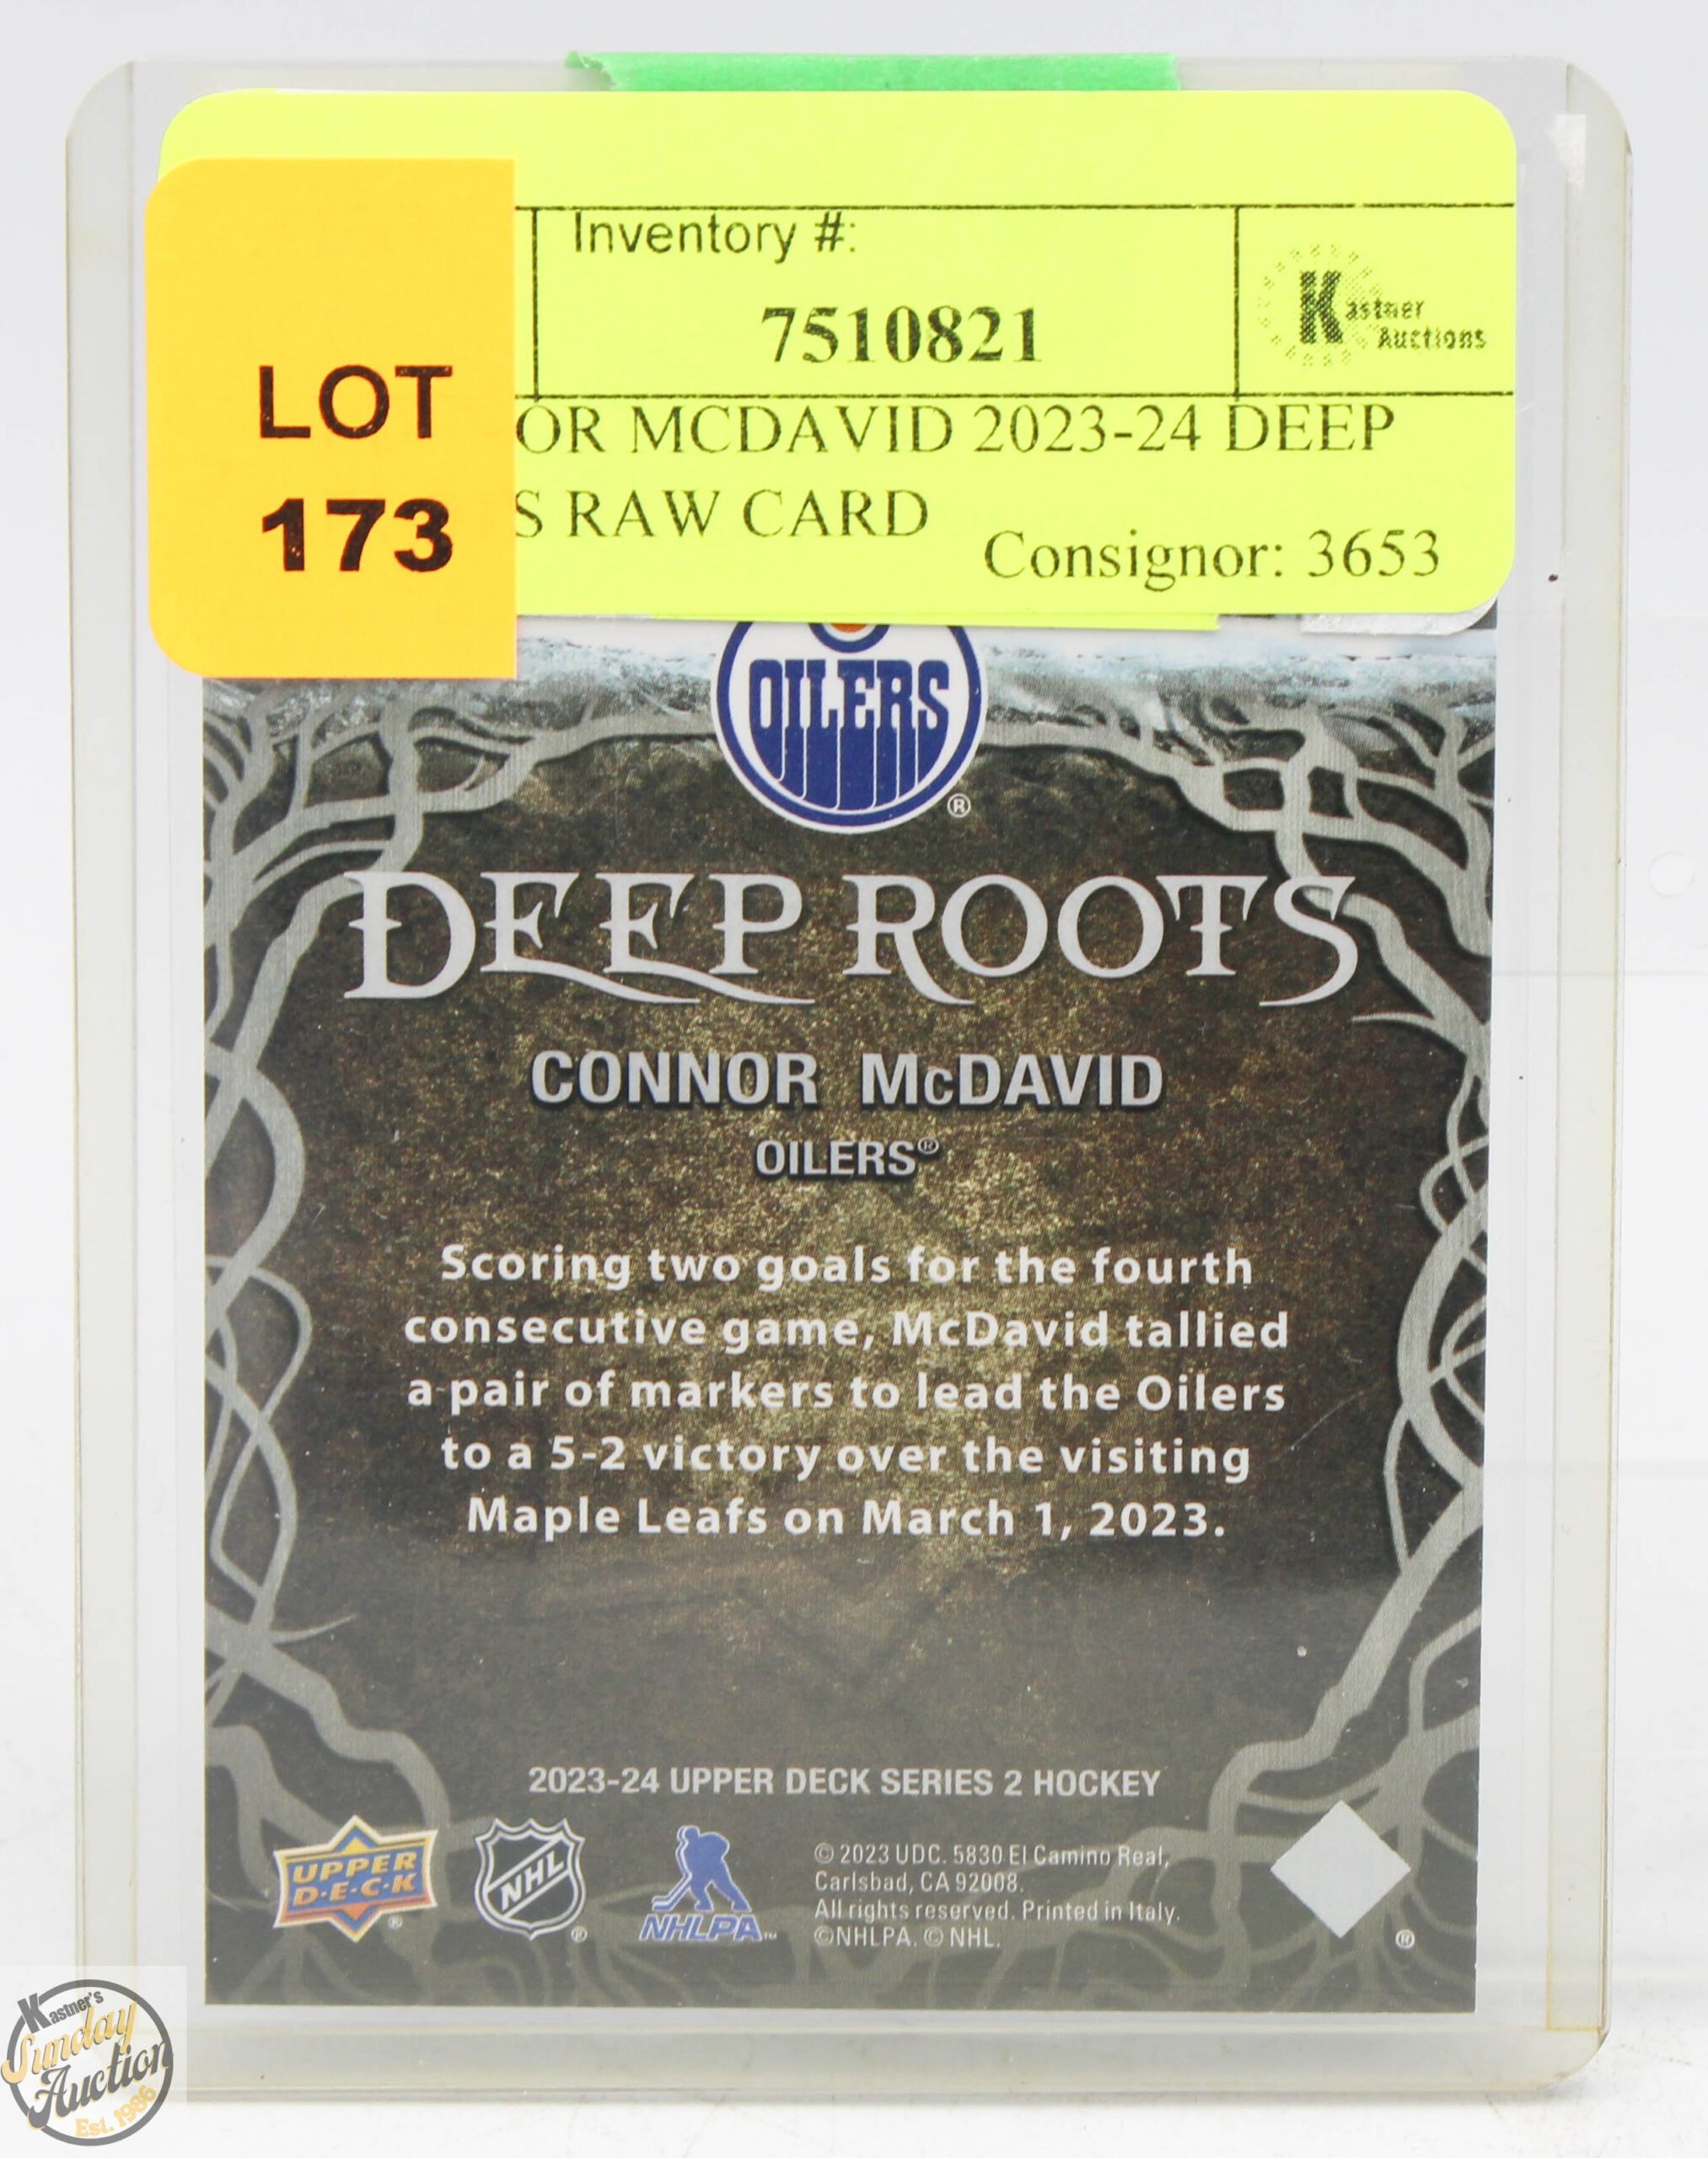 Inventory #:
7510821
Kastner
Auctions
LOT
173
OR MCDAVID 2023-24 DEEP
S RAW CARD
Consignor: 3653
OILERS
®
DEEP ROOTS
CONNOR McDAVID
OILERS®
Scoring two goals for the fourth
consecutive game, McDavid tallied
a pair of markers to lead the Oilers
to a 5-2 victory over the visiting
Maple Leafs on March 1, 2023.
2023-24 UPPER DECK SERIES 2 HOCKEY
UPPER
D·E·C·K
®
NHL
®
NHLPA™
© 2023 UDC. 5830 El Camino Real,
Carlsbad, CA 92008.
All rights reserved. Printed in Italy.
©NHLPA. © NHL.
®
Kastner's
Sunday
Auction
Est. 1986